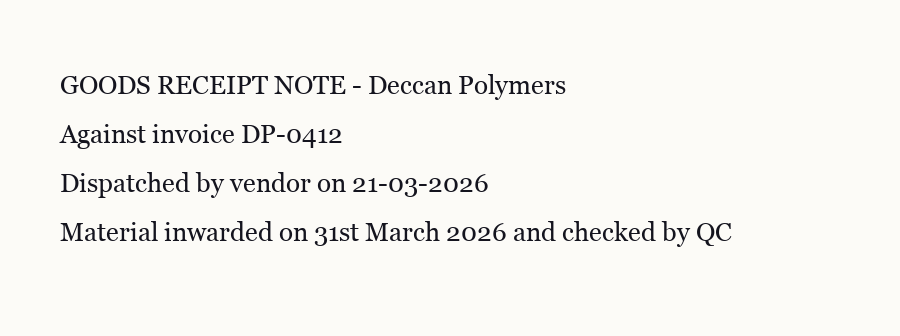 GOODS RECEIPT NOTE - Deccan Polymers
Against invoice DP-0412
Dispatched by vendor on 21-03-2026
Material inwarded on 31st March 2026 and checked by QC